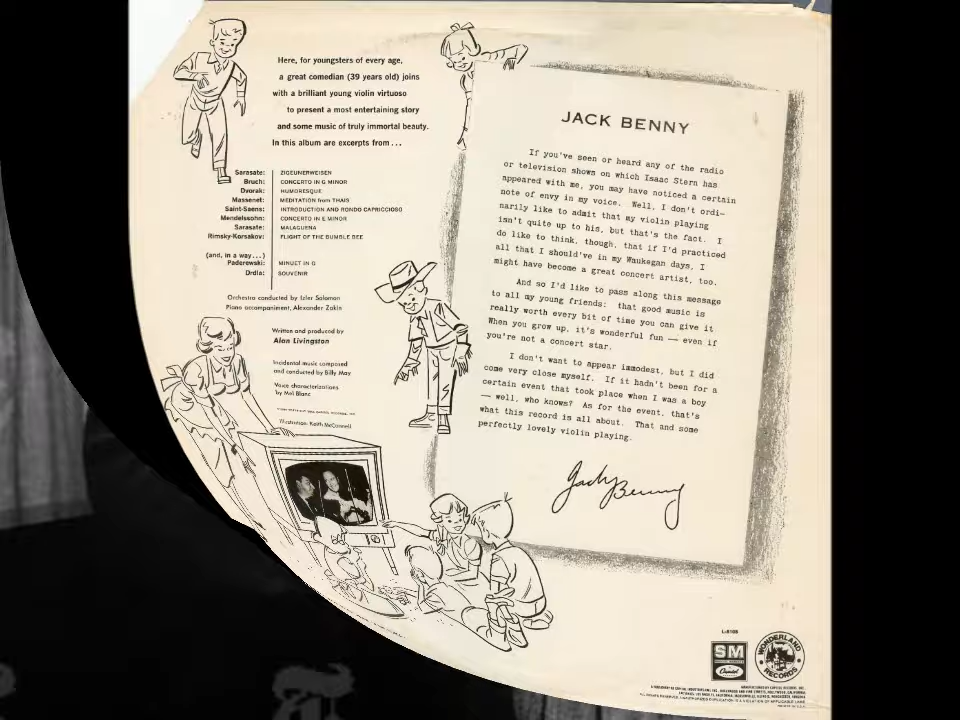 Here, for youngsters of every age,
a great comedian (39 years old) joins
with a brilliant young violin virtuoso
to present a most entertaining story
and some music of truly immortal beauty.
In this album are excerpts from . . .
Sarasate: ZIGEUNERWEISEN
Bruch: CONCERTO IN G MINOR
Dvorak: HUMORESQUE
Massenet: MEDITATION from THAIS
Saint-Saens: INTRODUCTION AND RONDO CAPRICCIOSO
Mendelssohn: CONCERTO IN E MINOR
Sarasate: MALAGUENA
Rimsky-Korsakov: FLIGHT OF THE BUMBLE BEE
(and, in a way . . .)
Paderewski: MINUET IN G
Drdla: SOUVENIR
Orchestra conducted by Izler Solomon
Piano accompaniment, Alexander Zakin
Written and produced by
Alan Livingston
Incidental music composed
and conducted by Billy May
Voice characterizations
by Mel Blanc
Illustration: Keith McConnell
JACK BENNY
If you've seen or heard any of the radio
or television shows on which Isaac Stern has
appeared with me, you may have noticed a certain
note of envy in my voice. Well, I don't ordi-
narily like to admit that my violin playing
isn't quite up to his, but that's the fact. I
do like to think, though, that if I'd practiced
all that I should've in my Waukegan days, I
might have become a great concert artist, too.
And so I'd like to pass along this message
to all my young friends: that good music is
really worth every bit of time you can give it
When you grow up, it's wonderful fun — even if
you're not a concert star.
I don't want to appear immodest, but I did
come very close myself. If it hadn't been for a
certain event that took place when I was a boy
— well, who knows? As for the event, that's
what this record is all about. That and some
perfectly lovely violin playing.
Jack Benny
L-8108
SM
Capitol
WONDERLAND
RECORDS